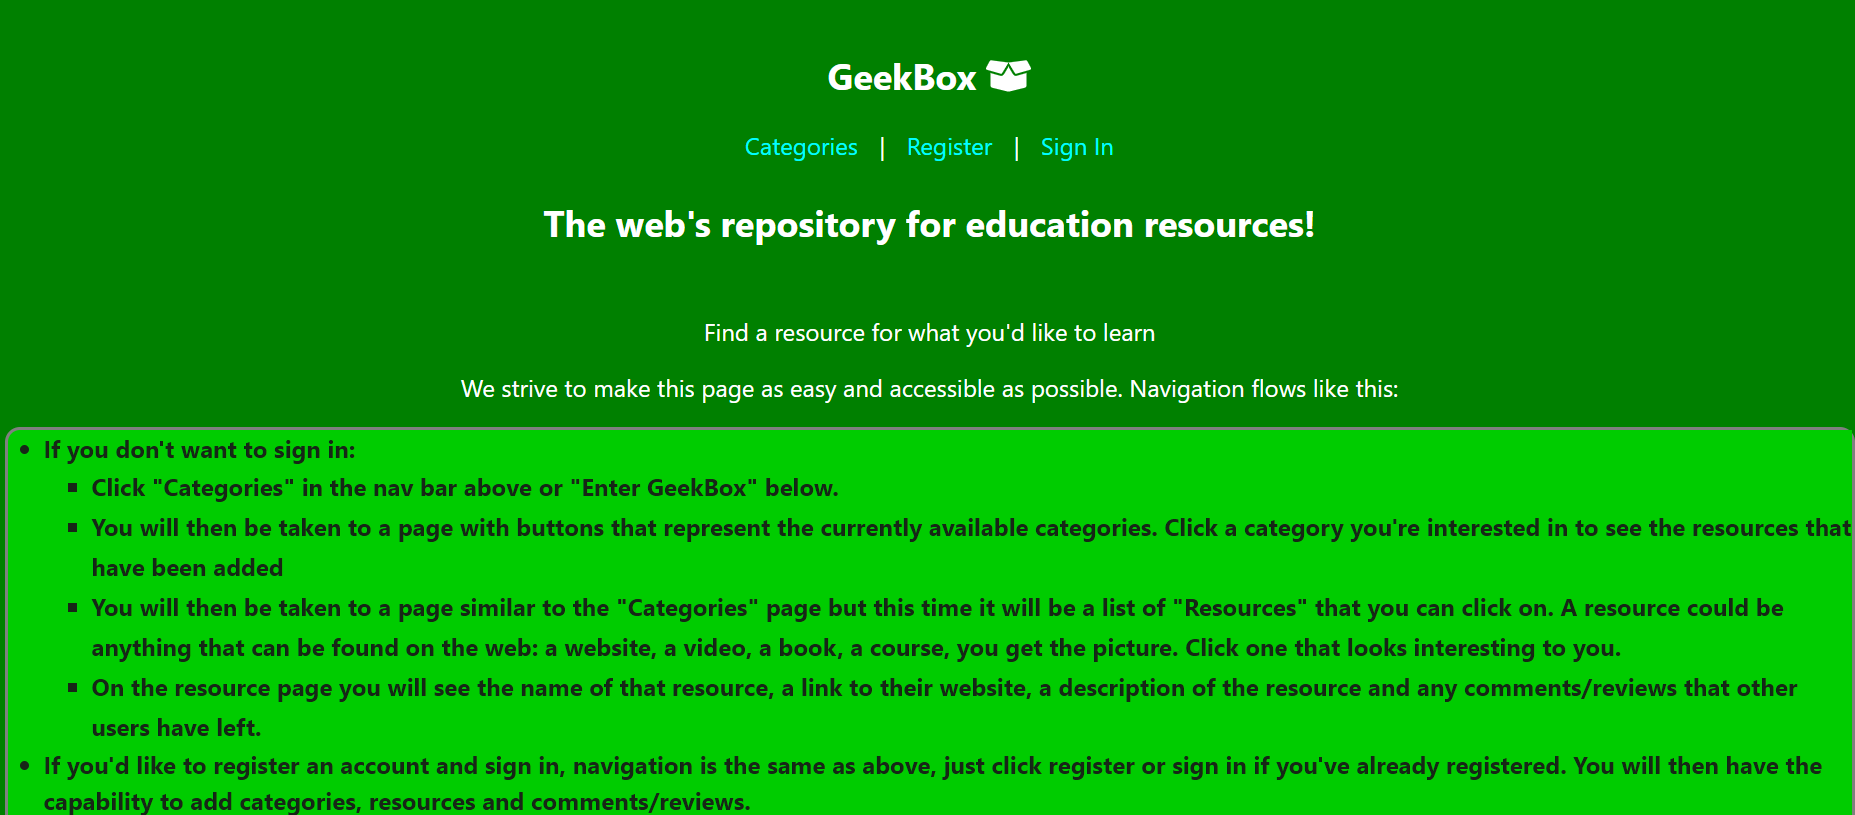 GeekBox
Categories | Register | Sign In
The web's repository for education resources!
Find a resource for what you'd like to learn
We strive to make this page as easy and accessible as possible. Navigation flows like this:
If you don't want to sign in:
Click "Categories" in the nav bar above or "Enter GeekBox" below.
You will then be taken to a page with buttons that represent the currently available categories. Click a category you're interested in to see the resources that
have been added
You will then be taken to a page similar to the "Categories" page but this time it will be a list of "Resources" that you can click on. A resource could be
anything that can be found on the web: a website, a video, a book, a course, you get the picture. Click one that looks interesting to you.
On the resource page you will see the name of that resource, a link to their website, a description of the resource and any comments/reviews that other
users have left.
If you'd like to register an account and sign in, navigation is the same as above, just click register or sign in if you've already registered. You will then have the
capability to add categories, resources and comments/reviews.